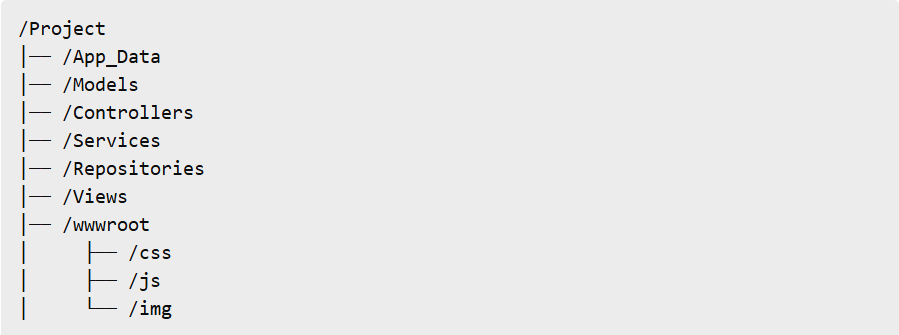 /Project
│── /App_Data
│── /Models
│── /Controllers
│── /Services
│── /Repositories
│── /Views
│── /wwwroot
│     ├── /css
│     ├── /js
│     └── /img